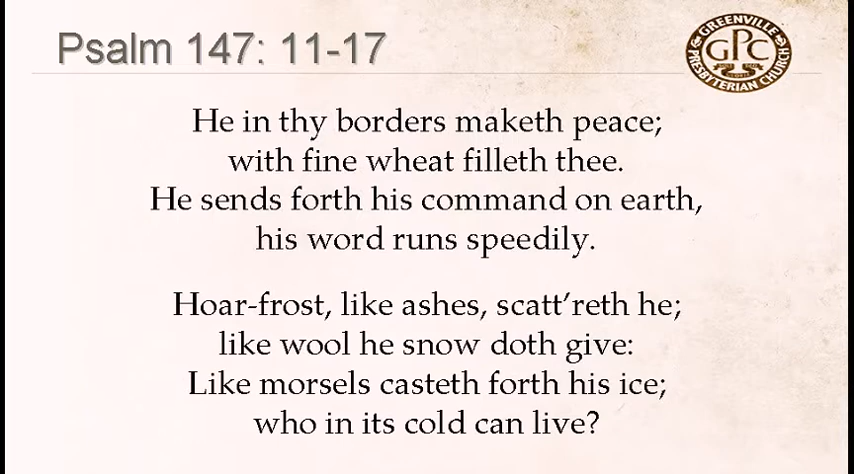 Psalm 147: 11-17
GREENVILLE
GPC
PRESBYTERIAN CHURCH
He in thy borders maketh peace;
with fine wheat filleth thee.
He sends forth his command on earth,
his word runs speedily.
Hoar-frost, like ashes, scatt’reth he;
like wool he snow doth give:
Like morsels casteth forth his ice;
who in its cold can live?